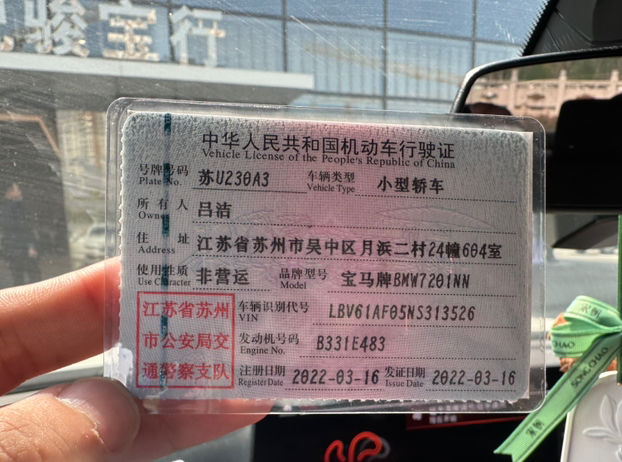 骏宝行
中华人民共和国机动车行驶证
Vehicle License of the People's Republic of China
号牌号码 苏U230A3 车辆类型 小型轿车
Plate No. Vehicle Type
所有人 吕洁
Owner
住址 江苏省苏州市吴中区月浜二村24幢604室
Address
使用性质 非营运 品牌型号 宝马牌BMW7201NN
Use Character Model
江苏省苏州
市公安局交
通警察支队
车辆识别代号 LBV61AF05NS313526
VIN
发动机号码 B331E483
Engine No.
注册日期 2022-03-16 发证日期 2022-03-16
Register Date Issue Date
SONG CHAO